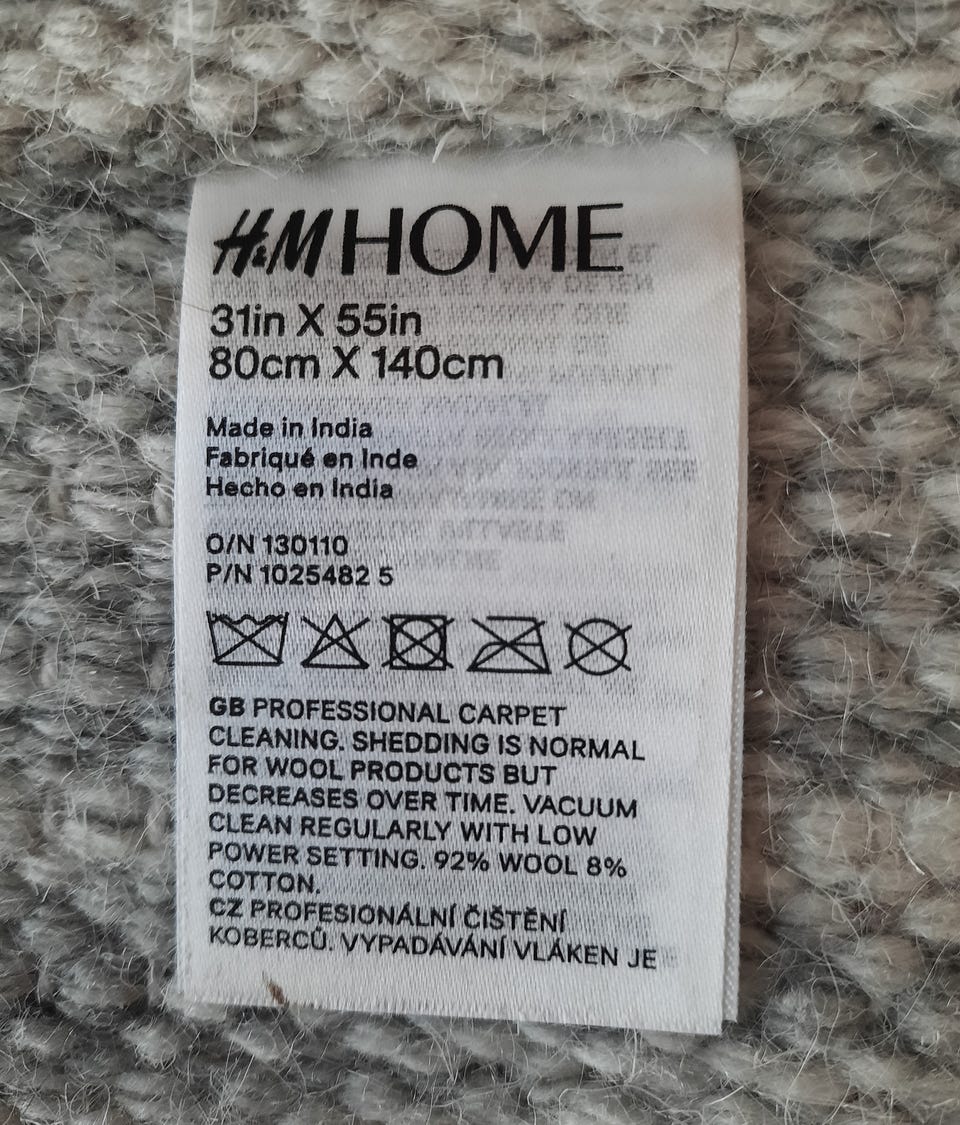 H&M HOME
31in X 55in
80cm X 140cm
Made in India
Fabriqué en Inde
Hecho en India
O/N 130110
P/N 1025482 5
GB PROFESSIONAL CARPET
CLEANING. SHEDDING IS NORMAL
FOR WOOL PRODUCTS BUT
DECREASES OVER TIME. VACUUM
CLEAN REGULARLY WITH LOW
POWER SETTING. 92% WOOL 8%
COTTON.
CZ PROFESIONÁLNÍ ČIŠTĚNÍ
KOBERCŮ. VYPADÁVÁNÍ VLÁKEN JE